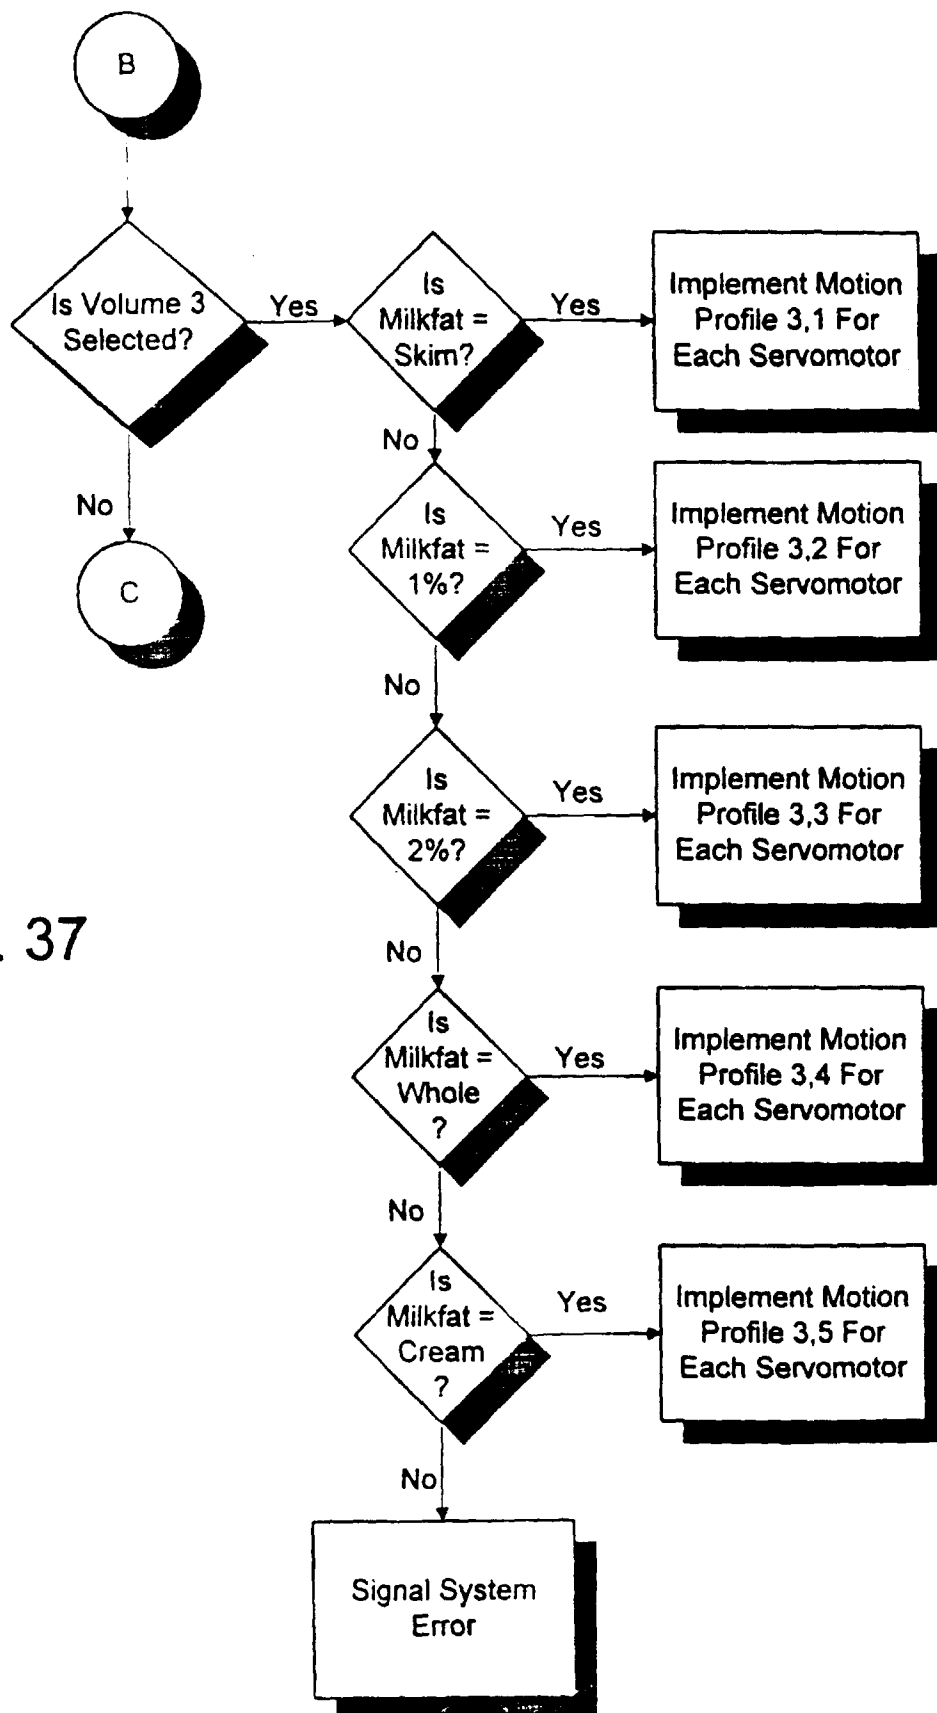 B
Is Volume 3
Selected?
Yes
Is
Milkfat =
Skim?
Yes
Implement Motion
Profile 3,1 For
Each Servomotor
No
No
Is
Milkfat =
1%?
Yes
Implement Motion
Profile 3,2 For
Each Servomotor
C
No
Is
Milkfat =
2%?
Yes
Implement Motion
Profile 3,3 For
Each Servomotor
. 37
No
Is
Milkfat =
Whole
?
Yes
Implement Motion
Profile 3,4 For
Each Servomotor
No
Is
Milkfat =
Cream
?
Yes
Implement Motion
Profile 3,5 For
Each Servomotor
No
Signal System
Error